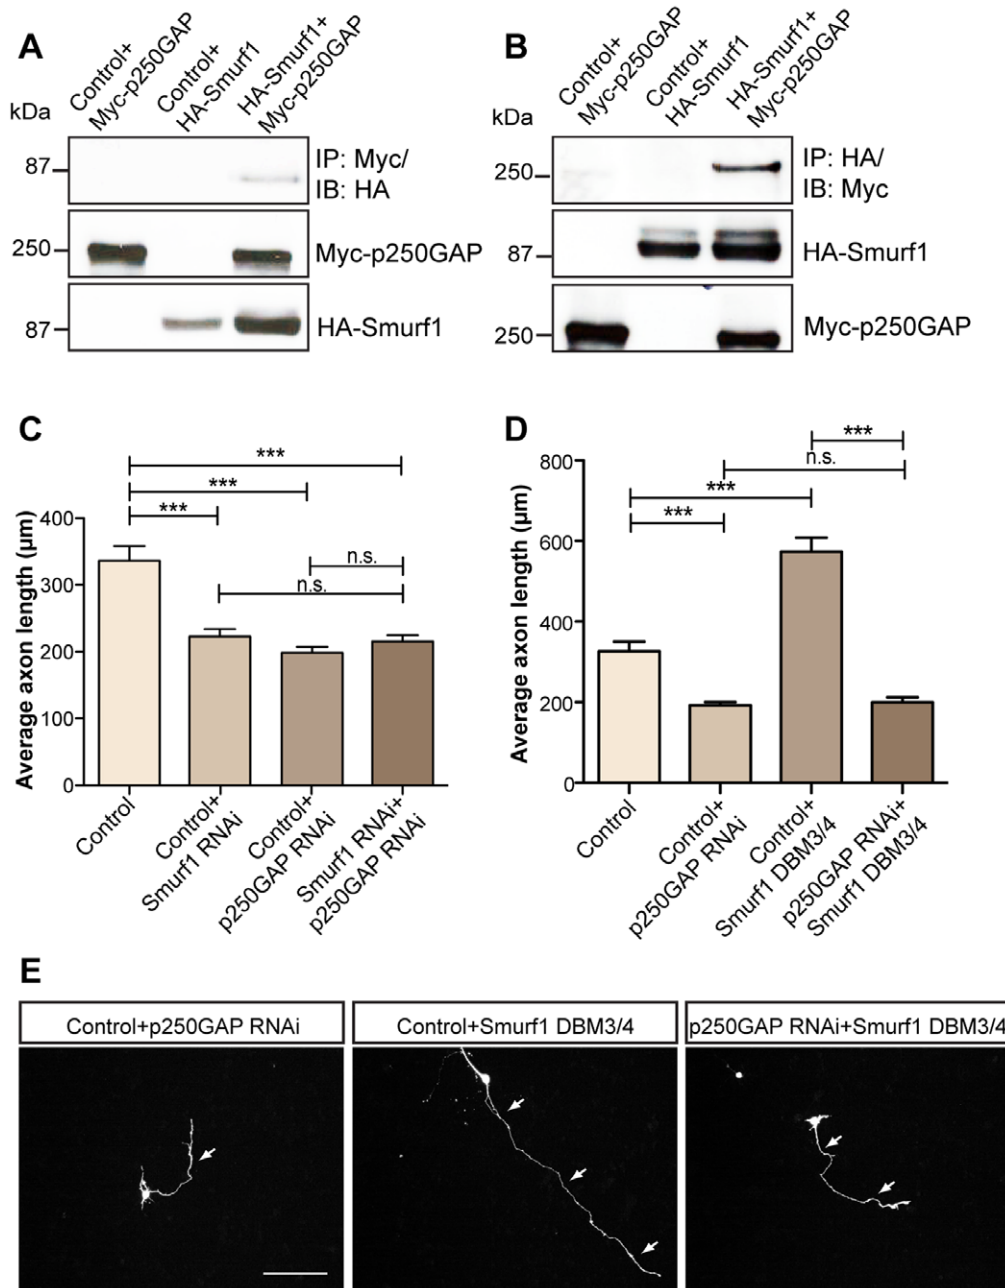 A
Control+
Myc-p250GAP
Control+
HA-Smurf1
HA-Smurf1+
Myc-p250GAP
kDa
87
IP: Myc/
IB: HA
250
Myc-p250GAP
87
HA-Smurf1
B
Control+
Myc-p250GAP
Control+
HA-Smurf1
HA-Smurf1+
Myc-p250GAP
kDa
250
IP: HA/
IB: Myc
87
HA-Smurf1
250
Myc-p250GAP
C
***
***
***
n.s.
n.s.
Average axon length (µm)
400
300
200
100
0
Control
Control+
Smurf1 RNAi
Control+
p250GAP RNAi
Smurf1 RNAi+
p250GAP RNAi
D
***
n.s.
***
***
Average axon length (µm)
800
600
400
200
0
Control
Control+
p250GAP RNAi
Control+
Smurf1 DBM3/4
p250GAP RNAi+
Smurf1 DBM3/4
E
Control+p250GAP RNAi
Control+Smurf1 DBM3/4
p250GAP RNAi+Smurf1 DBM3/4